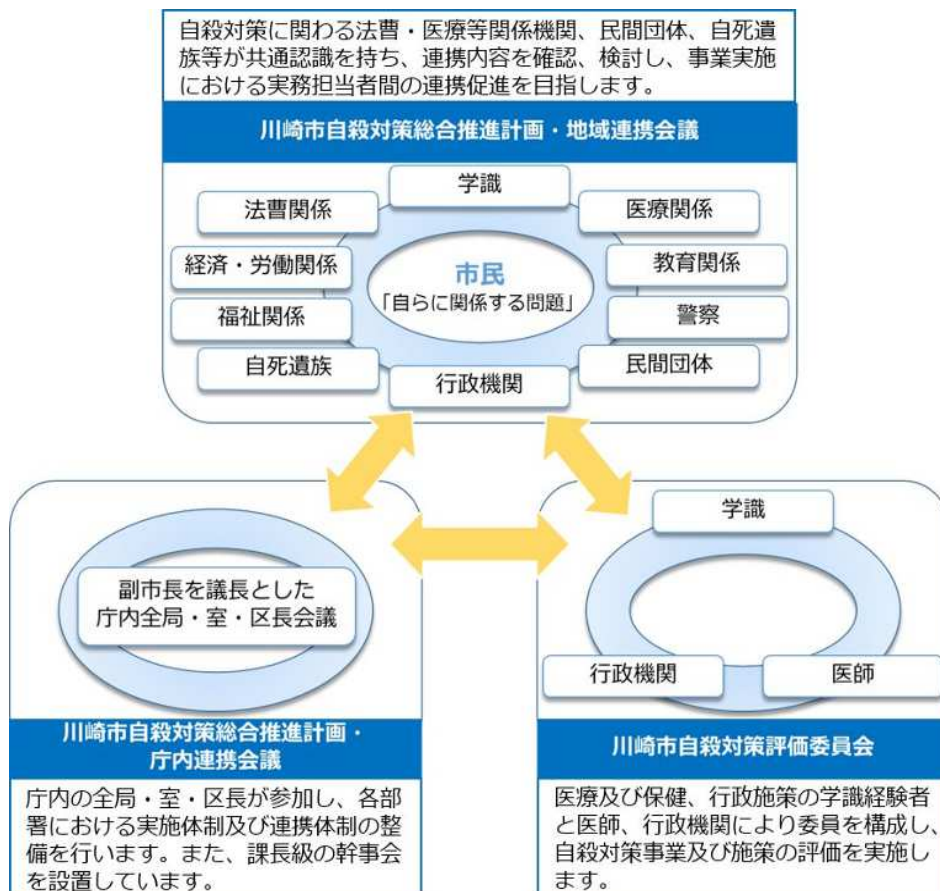 自殺対策に関わる法曹・医療等関係機関、民間団体、自死遺
族等が共通認識を持ち、連携内容を確認、検討し、事業実施
における実務担当者間の連携促進を目指します。
川崎市自殺対策総合推進計画・地域連携会議
学識
法曹関係
医療関係
経済・労働関係
教育関係
市民
「自らに関係する問題」
福祉関係
警察
自死遺族
民間団体
行政機関
副市長を議長とした
庁内全局・室・区長会議
川崎市自殺対策総合推進計画・
庁内連携会議
庁内の全局・室・区長が参加し、各部
署における実施体制及び連携体制の整
備を行います。また、課長級の幹事会
を設置しています。
学識
行政機関
医師
川崎市自殺対策評価委員会
医療及び保健、行政施策の学識経験者
と医師、行政機関により委員を構成し、
自殺対策事業及び施策の評価を実施し
ます。